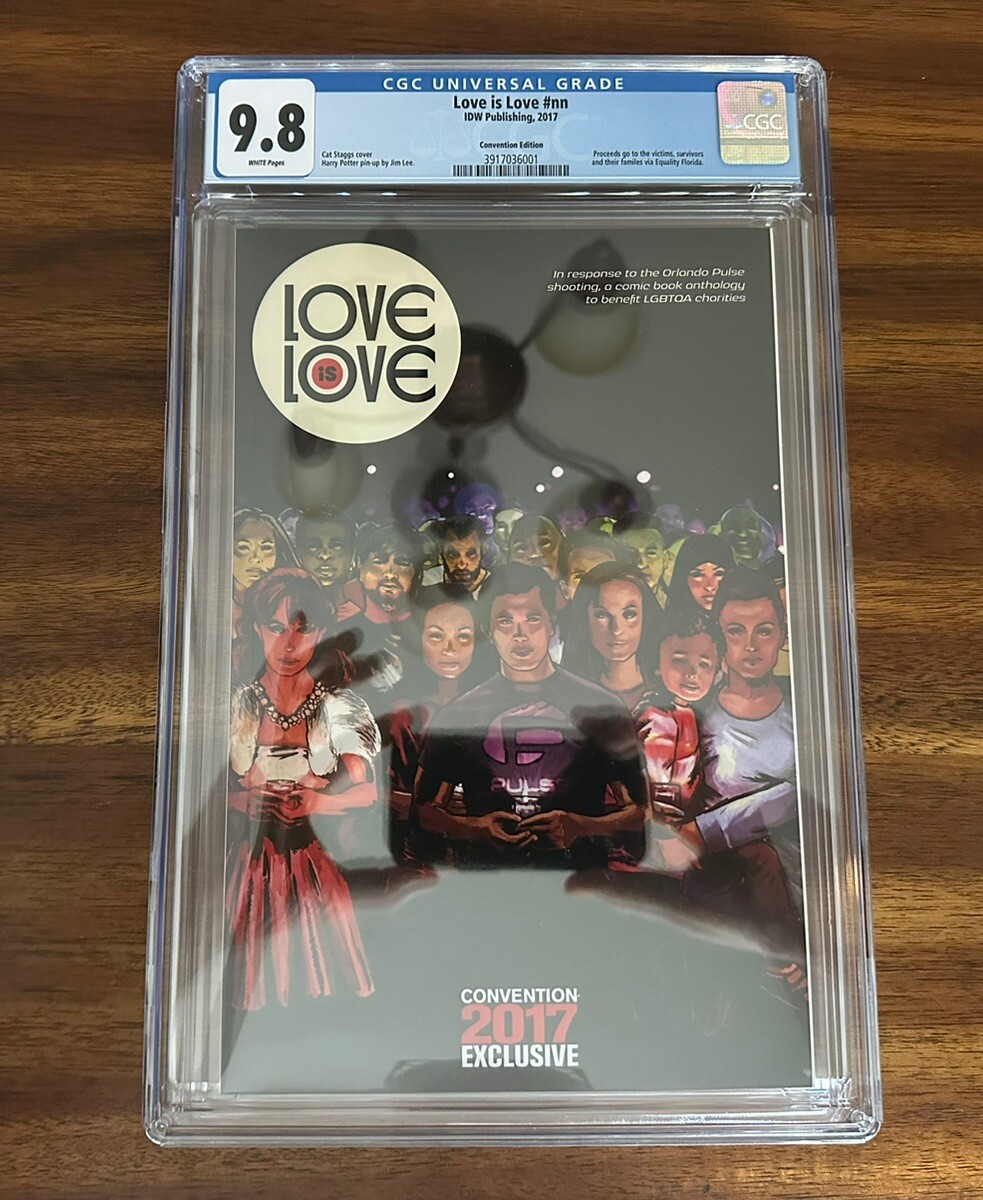 CGC UNIVERSAL GRADE
9.8
WHITE Pages
Love is Love #nn
IDW Publishing, 2017
Convention Edition
3917036001
Cat Staggs cover
Harry Potter pin-up by Jim Lee.
Proceeds go to the victims, survivors
and their familes via Equality Florida.
CGC
CGC
LOVE
is
LOVE
In response to the Orlando Pulse
shooting, a comic book anthology
to benefit LGBTQA charities
PULSE
CONVENTION
2017
EXCLUSIVE